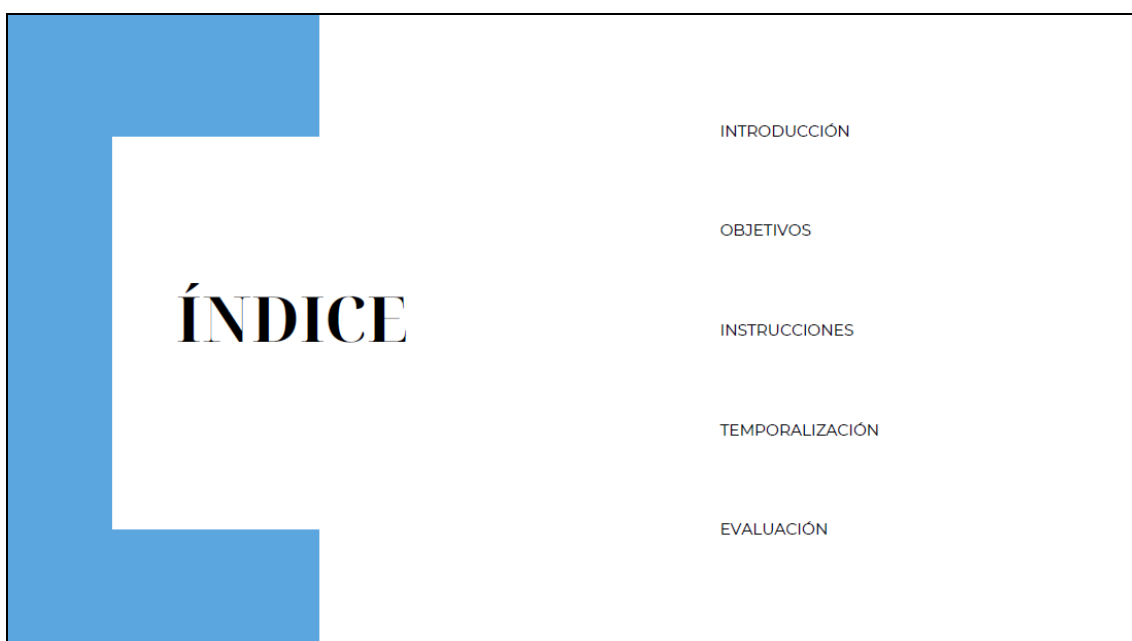 ÍNDICE
INTRODUCCIÓN
OBJETIVOS
INSTRUCCIONES
TEMPORALIZACIÓN
EVALUACIÓN